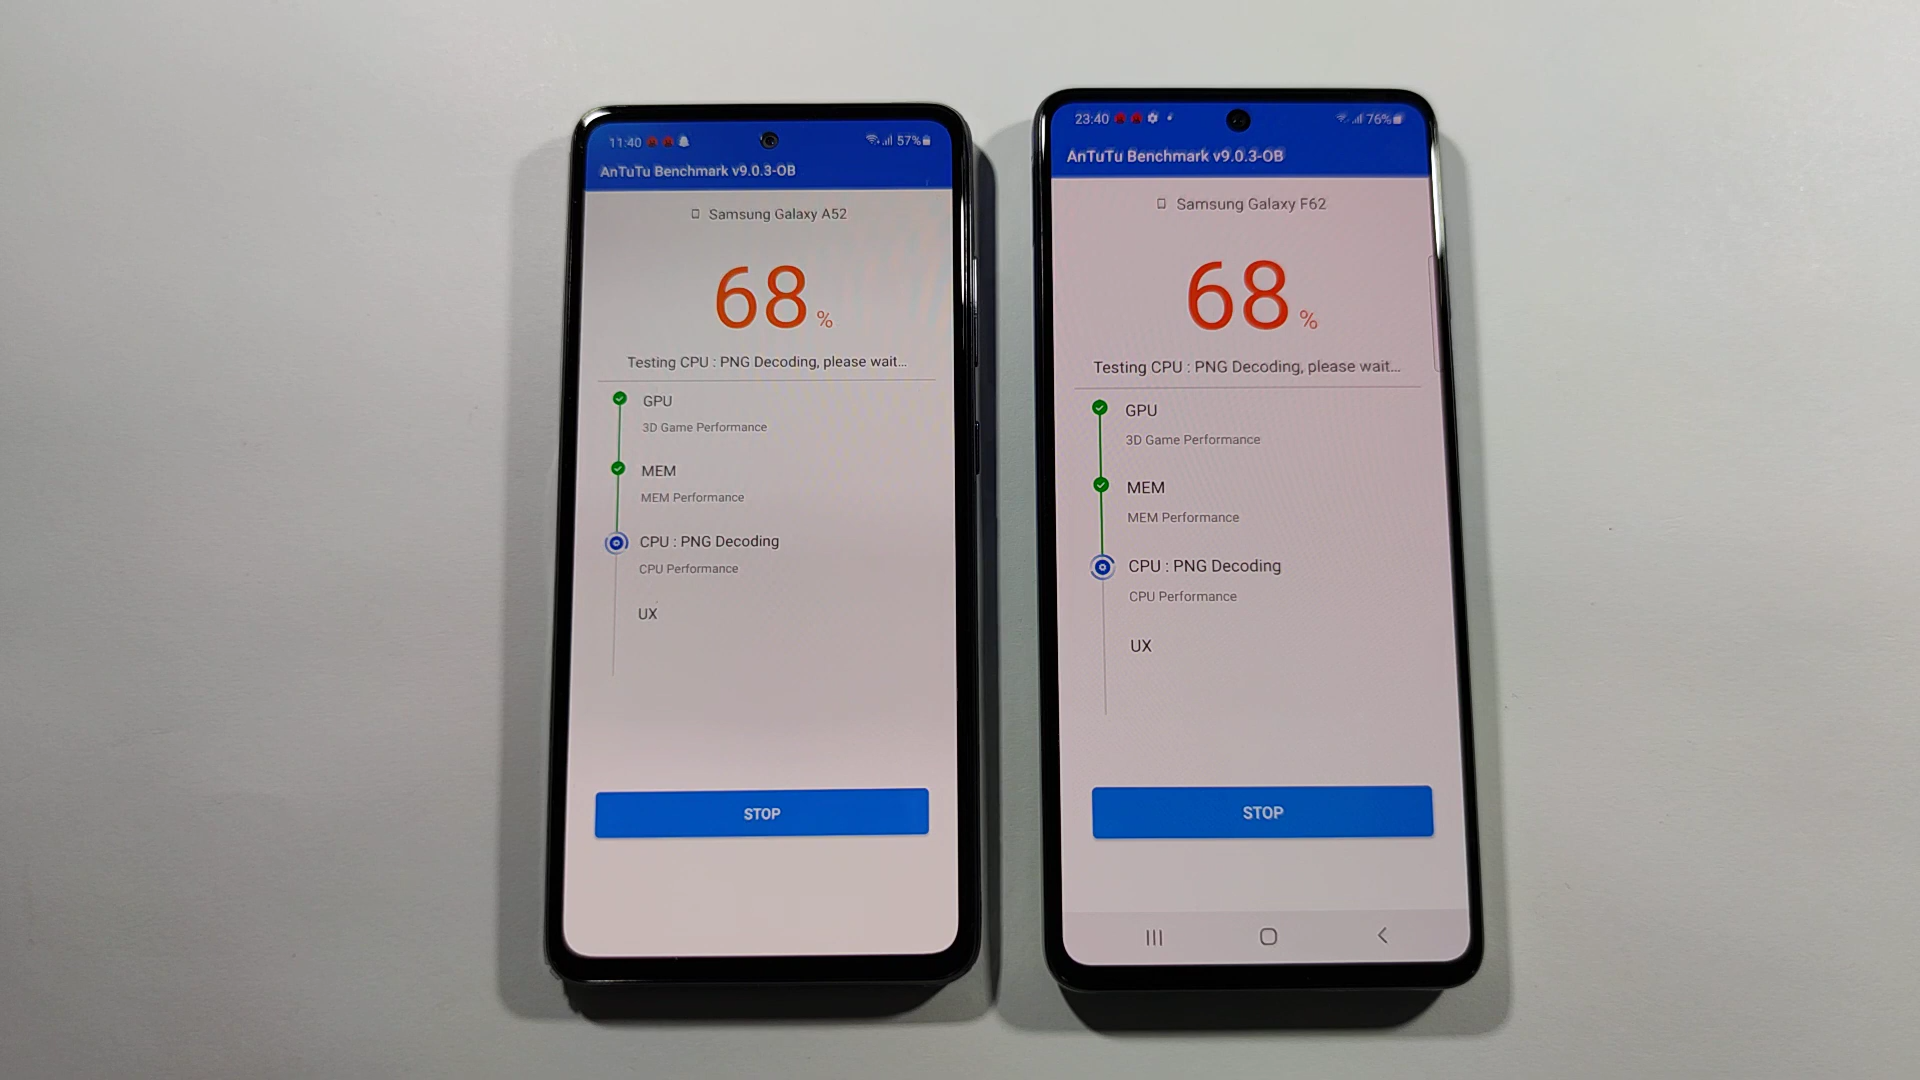 11:40
57%
AnTuTu Benchmark v9.0.3-OB
Samsung Galaxy A52
68 %
Testing CPU : PNG Decoding, please wait...
GPU
3D Game Performance
MEM
MEM Performance
CPU : PNG Decoding
CPU Performance
UX
STOP
23:40
76%
AnTuTu Benchmark v9.0.3-OB
Samsung Galaxy F62
68 %
Testing CPU : PNG Decoding, please wait...
GPU
3D Game Performance
MEM
MEM Performance
CPU : PNG Decoding
CPU Performance
UX
STOP